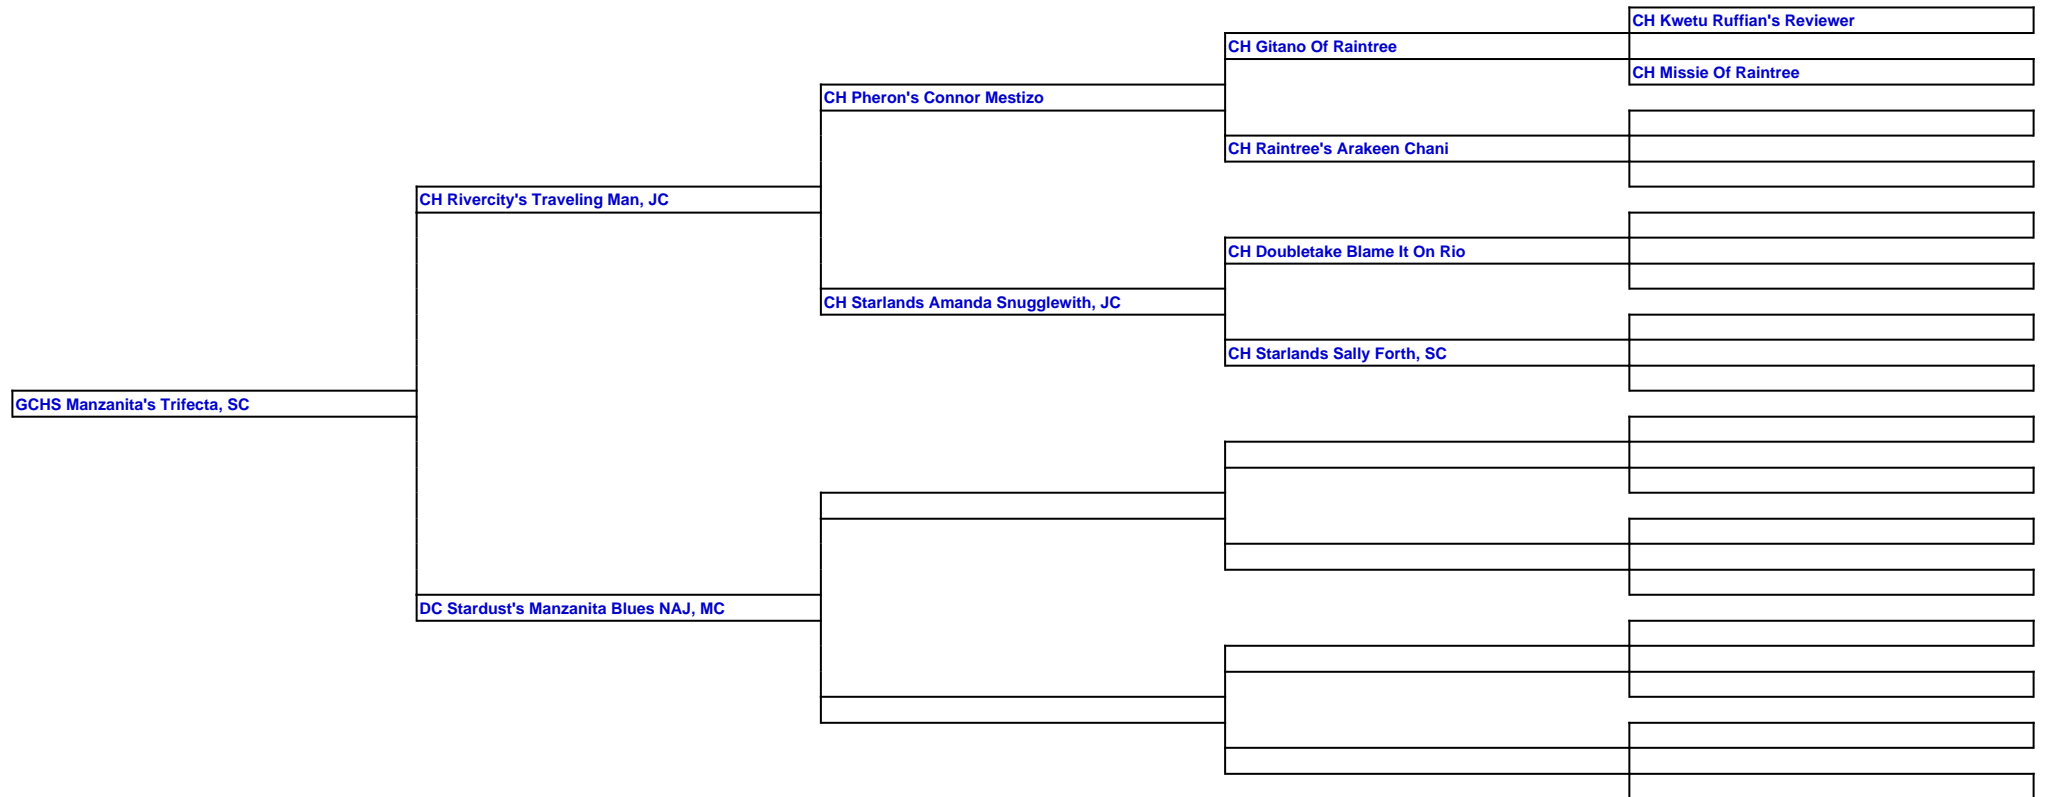 CH Kwetu Ruffian's Reviewer
CH Gitano Of Raintree
CH Missie Of Raintree
CH Pheron's Connor Mestizo
CH Raintree's Arakeen Chani
CH Rivercity's Traveling Man, JC
CH Doubletake Blame It On Rio
CH Starlands Amanda Snugglewith, JC
CH Starlands Sally Forth, SC
GCHS Manzanita's Trifecta, SC
DC Stardust's Manzanita Blues NAJ, MC